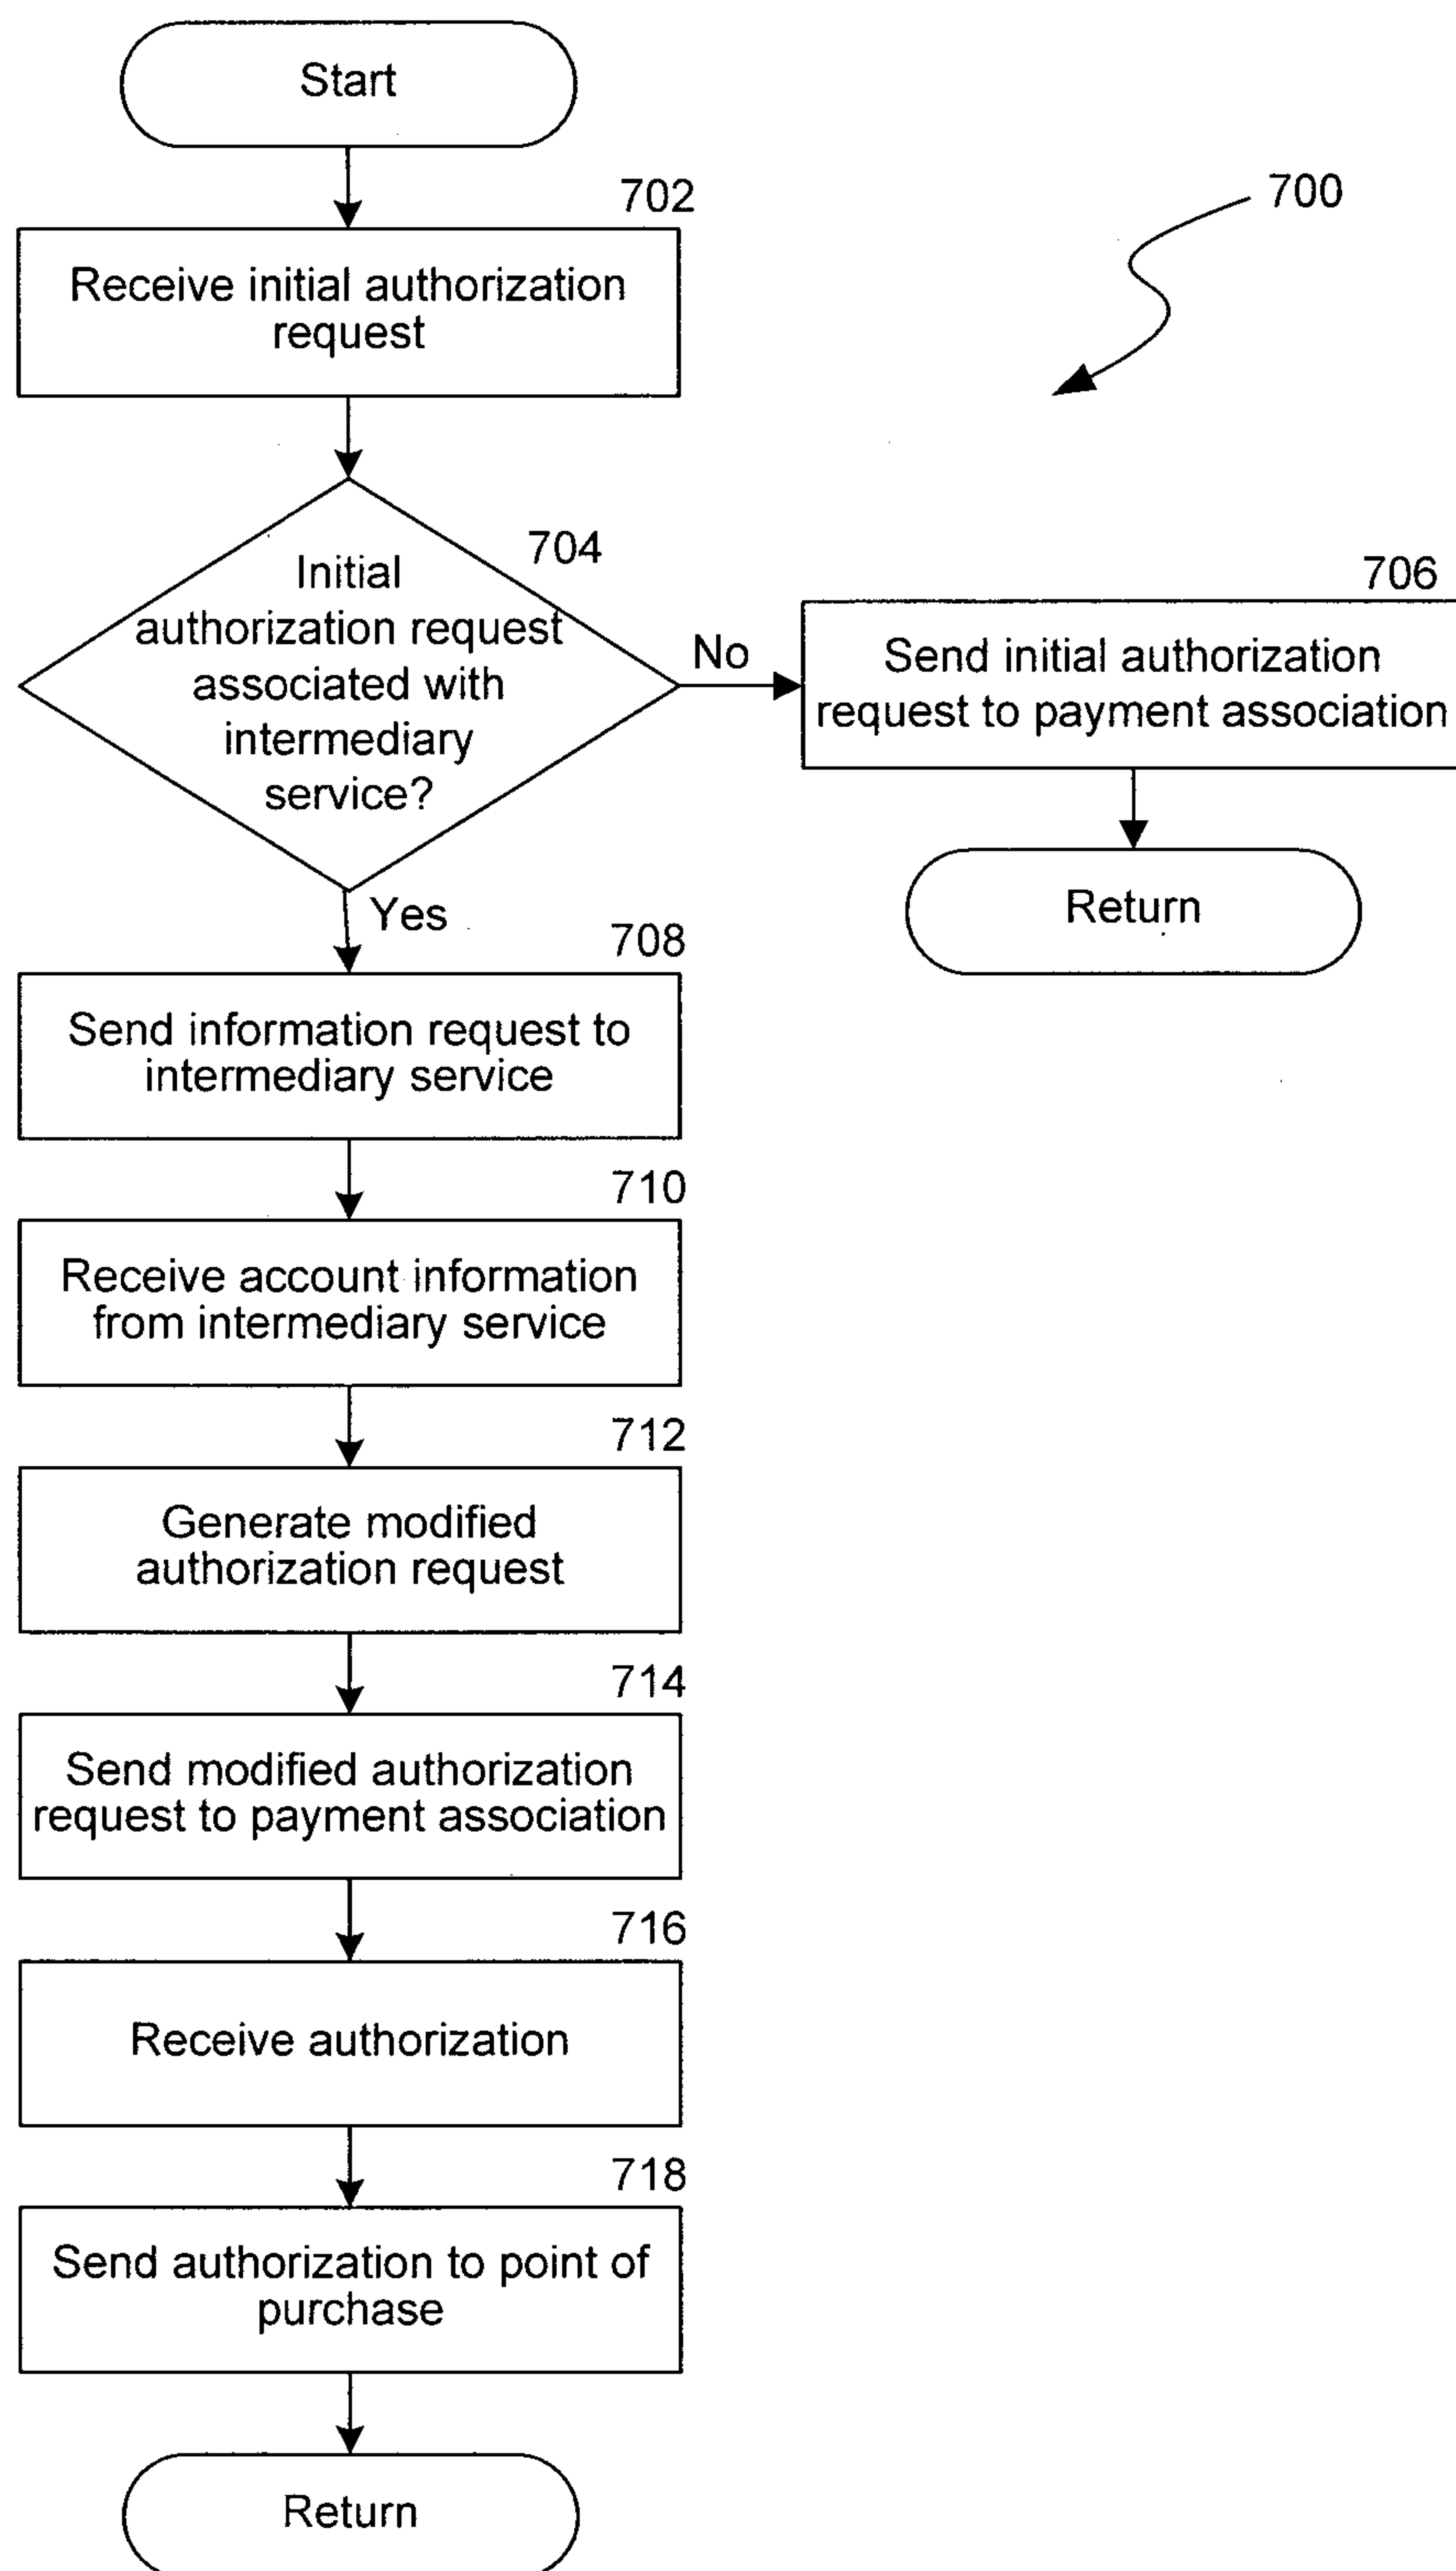 Start
702
700
Receive initial authorization
request
704
Initial
authorization request
associated with
intermediary
service?
No
706
Send initial authorization
request to payment association
Return
Yes
708
Send information request to
intermediary service
710
Receive account information
from intermediary service
712
Generate modified
authorization request
714
Send modified authorization
request to payment association
716
Receive authorization
718
Send authorization to point of
purchase
Return